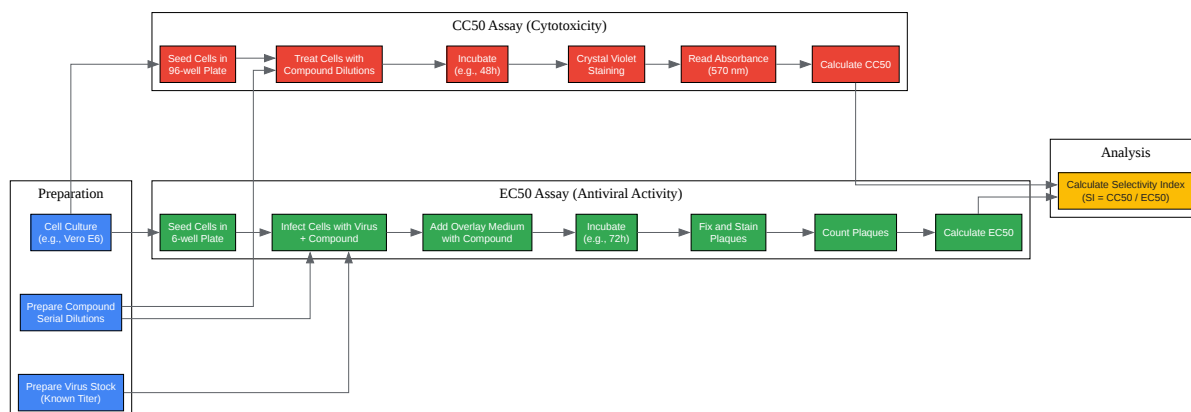 CC50 Assay (Cytotoxicity)
Seed Cells in
96-well Plate
Treat Cells with
Compound Dilutions
Incubate
(e.g., 48h)
Crystal Violet
Staining
Read Absorbance
(570 nm)
Calculate CC50
Analysis
Calculate Selectivity Index
(SI = CC50 / EC50)
Preparation
Cell Culture
(e.g., Vero E6)
Prepare Compound
Serial Dilutions
Prepare Virus Stock
(Known Titer)
EC50 Assay (Antiviral Activity)
Seed Cells in
6-well Plate
Infect Cells with Virus
+ Compound
Add Overlay Medium
with Compound
Incubate
(e.g., 72h)
Fix and Stain
Plaques
Count Plaques
Calculate EC50